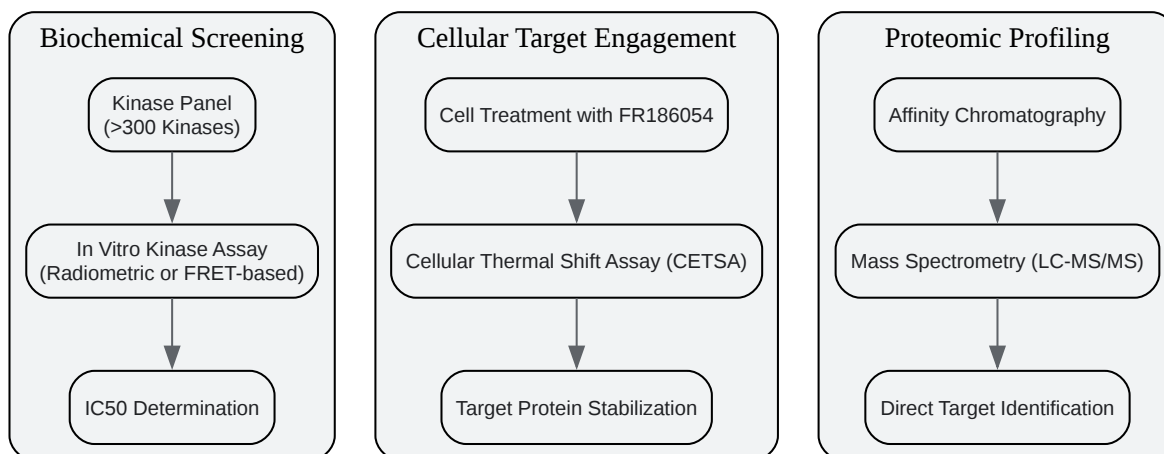 Biochemical Screening
Kinase Panel
(>300 Kinases)
In Vitro Kinase Assay
(Radiometric or FRET-based)
IC50 Determination
Cellular Target Engagement
Cell Treatment with FR186054
Cellular Thermal Shift Assay (CETSA)
Target Protein Stabilization
Proteomic Profiling
Affinity Chromatography
Mass Spectrometry (LC-MS/MS)
Direct Target Identification